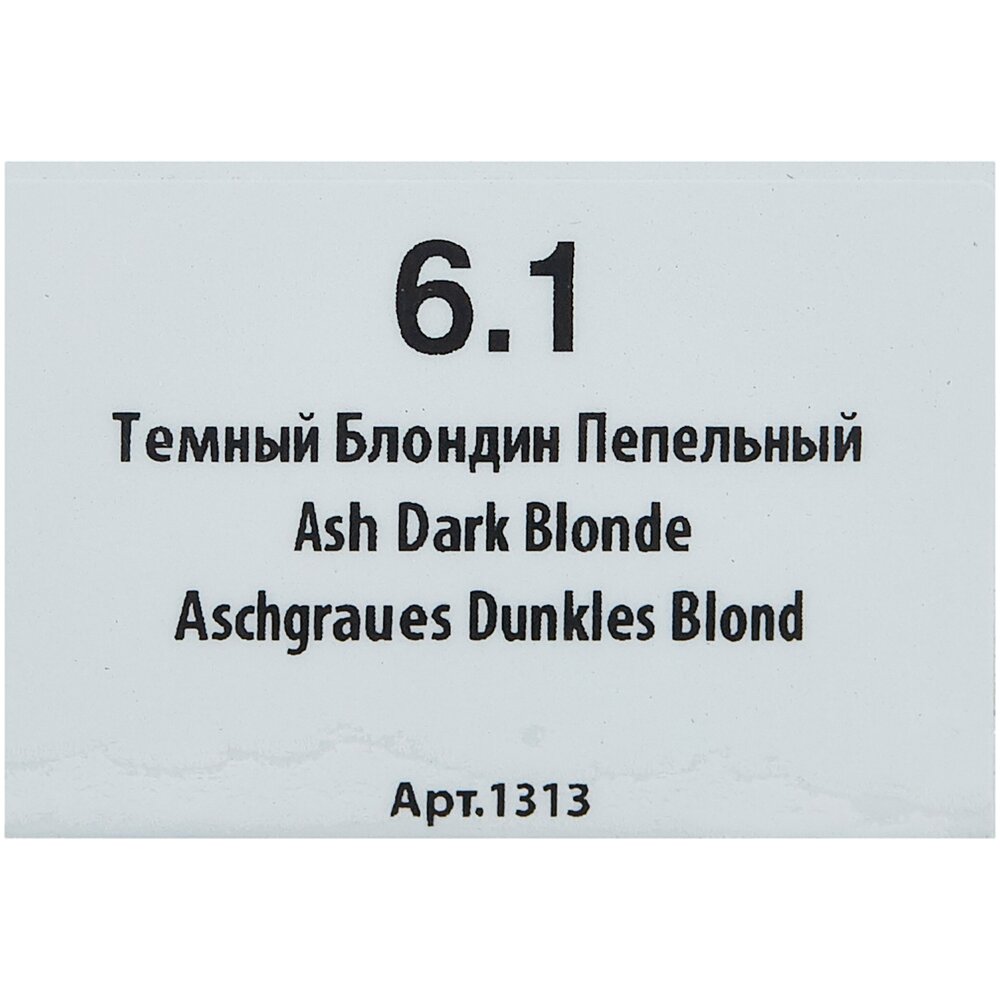 6.1
Темный Блондин Пепельный
Ash Dark Blonde
Aschgraues Dunkles Blond
Арт.1313